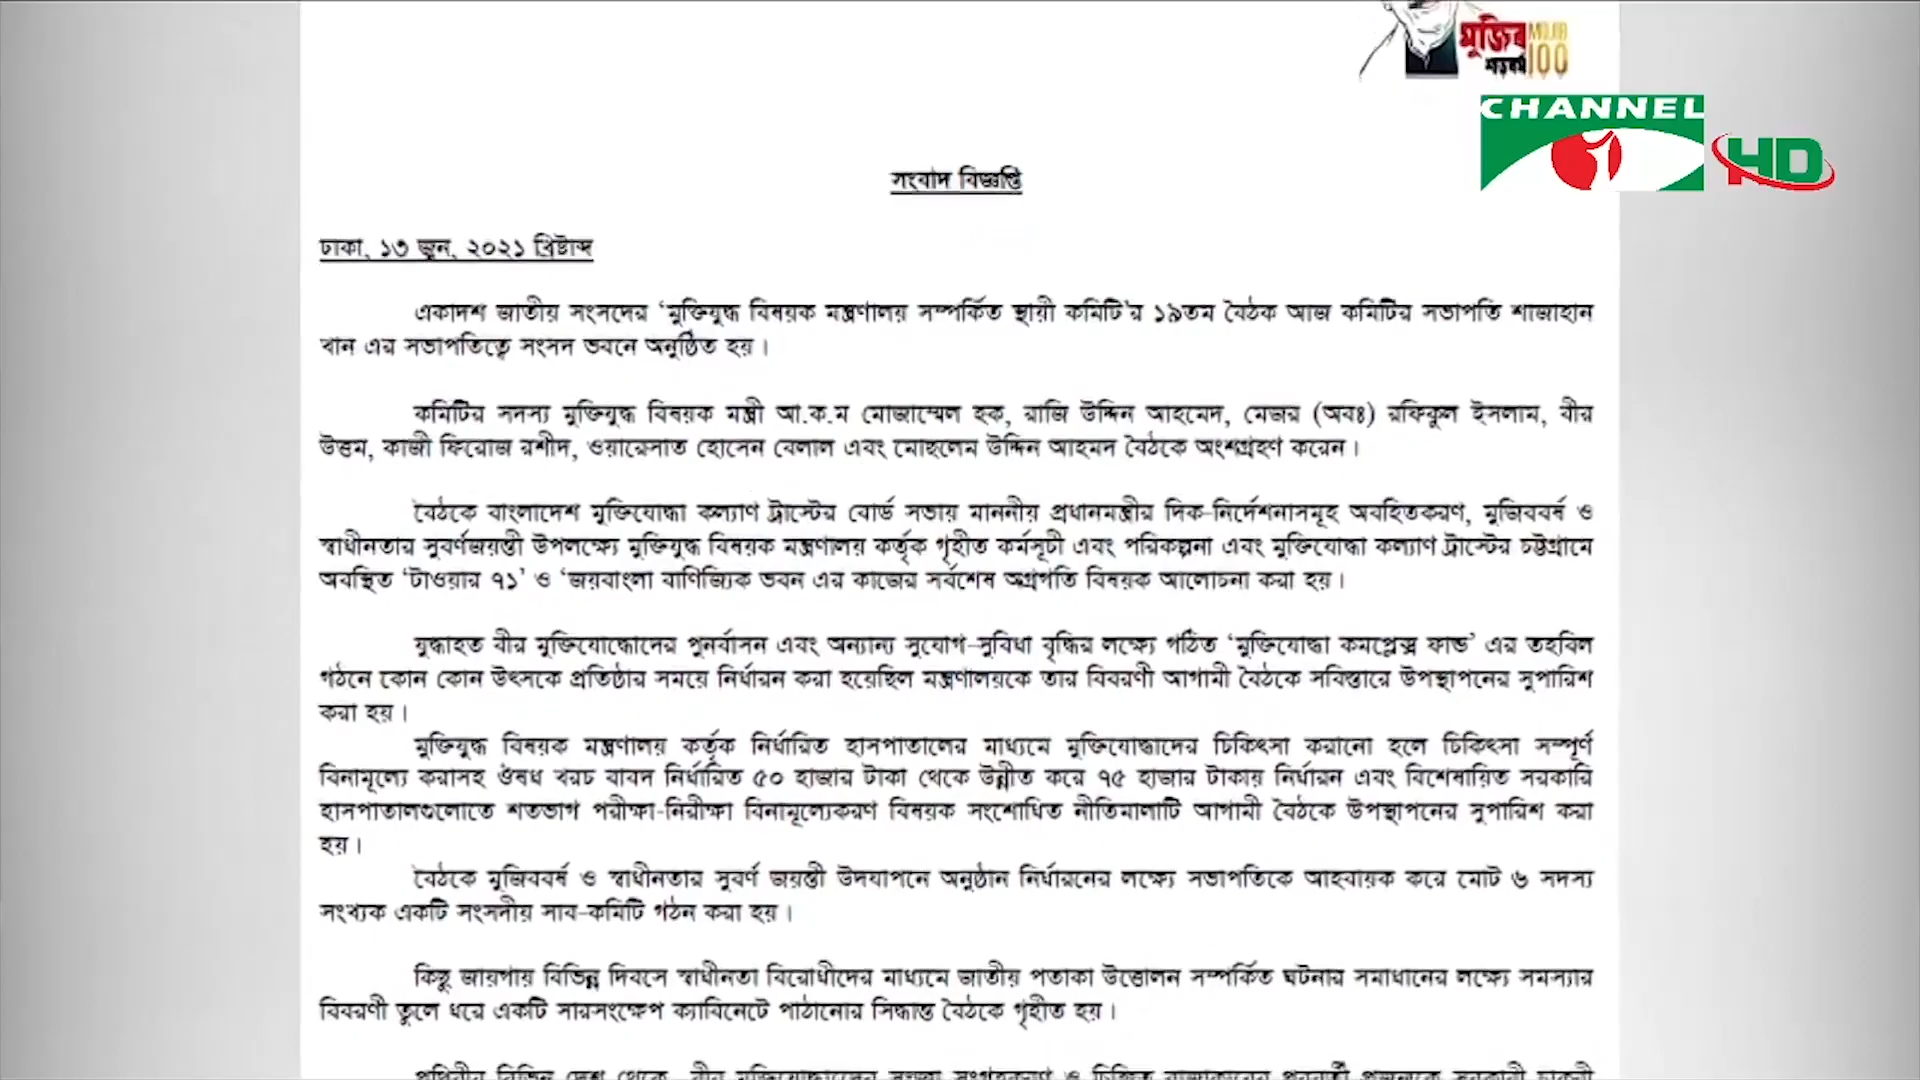 মুজিব MUJIB
শতবর্ষ 100
CHANNEL
HD
সংবাদ বিজ্ঞপ্তি
ঢাকা, ১৩ জুন, ২০২১ খ্রিষ্টাব্দ
একাদশ জাতীয় সংসদের ‘মুক্তিযুদ্ধ বিষয়ক মন্ত্রণালয় সম্পর্কিত স্থায়ী কমিটি’র ১৯তম বৈঠক আজ কমিটির সভাপতি শাজাহান
খান এর সভাপতিত্বে সংসদ ভবনে অনুষ্ঠিত হয়।
কমিটির সদস্য মুক্তিযুদ্ধ বিষয়ক মন্ত্রী আ.ক.ম মোজাম্মেল হক, রাজি উদ্দিন আহমেদ, মেজর (অবঃ) রফিকুল ইসলাম, বীর
উত্তম, কাজী ফিরোজ রশীদ, ওয়ারেসাত হোসেন বেলাল এবং মোছলেম উদ্দিন আহমদ বৈঠকে অংশগ্রহণ করেন।
বৈঠকে বাংলাদেশ মুক্তিযোদ্ধা কল্যাণ ট্রাস্টের বোর্ড সভায় মাননীয় প্রধানমন্ত্রীর দিক-নির্দেশনাসমূহ অবহিতকরণ, মুজিববর্ষ ও
স্বাধীনতার সুবর্ণজয়ন্তী উপলক্ষ্যে মুক্তিযুদ্ধ বিষয়ক মন্ত্রণালয় কর্তৃক গৃহীত কর্মসূচী এবং পরিকল্পনা এবং মুক্তিযোদ্ধা কল্যাণ ট্রাস্টের চট্টগ্রামে
অবস্থিত ‘টাওয়ার ৭১’ ও ‘জয়বাংলা বাণিজ্যিক ভবন এর কাজের সর্বশেষ অগ্রগতি বিষয়ক আলোচনা করা হয়।
যুদ্ধাহত বীর মুক্তিযোদ্ধোদের পুনর্বাসন এবং অন্যান্য সুযোগ-সুবিধা বৃদ্ধির লক্ষ্যে গঠিত ‘মুক্তিযোদ্ধা কমপ্লেক্স ফান্ড’ এর তহবিল
গঠনে কোন কোন উৎসকে প্রতিষ্ঠার সময়ে নির্ধারন করা হয়েছিল মন্ত্রণালয়কে তার বিবরণী আগামী বৈঠকে সবিস্তারে উপস্থাপনের সুপারিশ
করা হয়।
মুক্তিযুদ্ধ বিষয়ক মন্ত্রণালয় কর্তৃক নির্ধারিত হাসপাতালের মাধ্যমে মুক্তিযোদ্ধাদের চিকিৎসা করানো হলে চিকিৎসা সম্পূর্ণ
বিনামূল্যে করাসহ ঔষধ খরচ বাবদ নির্ধারিত ৫০ হাজার টাকা থেকে উন্নীত করে ৭৫ হাজার টাকায় নির্ধারন এবং বিশেষায়িত সরকারি
হাসপাতালগুলোতে শতভাগ পরীক্ষা-নিরীক্ষা বিনামূল্যেকরণ বিষয়ক সংশোধিত নীতিমালাটি আগামী বৈঠকে উপস্থাপনের সুপারিশ করা
হয়।
বৈঠকে মুজিববর্ষ ও স্বাধীনতার সুবর্ণ জয়ন্তী উদযাপনে অনুষ্ঠান নির্ধারনের লক্ষ্যে সভাপতিকে আহবায়ক করে মোট ৬ সদস্য
সংখ্যক একটি সংসদীয় সাব-কমিটি গঠন করা হয়।
কিছু জায়গায় বিভিন্ন দিবসে স্বাধীনতা বিরোধীদের মাধ্যমে জাতীয় পতাকা উত্তোলন সম্পর্কিত ঘটনার সমাধানের লক্ষ্যে সমস্যার
বিবরণী তুলে ধরে একটি সারসংক্ষেপ ক্যাবিনেটে পাঠানোর সিদ্ধান্ত বৈঠকে গৃহীত হয়।
পৃথিবীর বিভিন্ন দেশ থেকে বীর